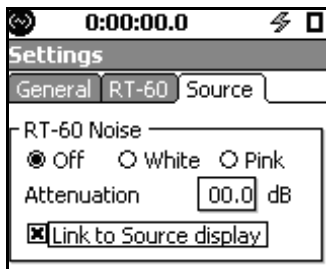 0:00:00.0
Settings
General RT-60 Source
RT-60 Noise
Off White Pink
Attenuation 00.0 dB
Link to Source display